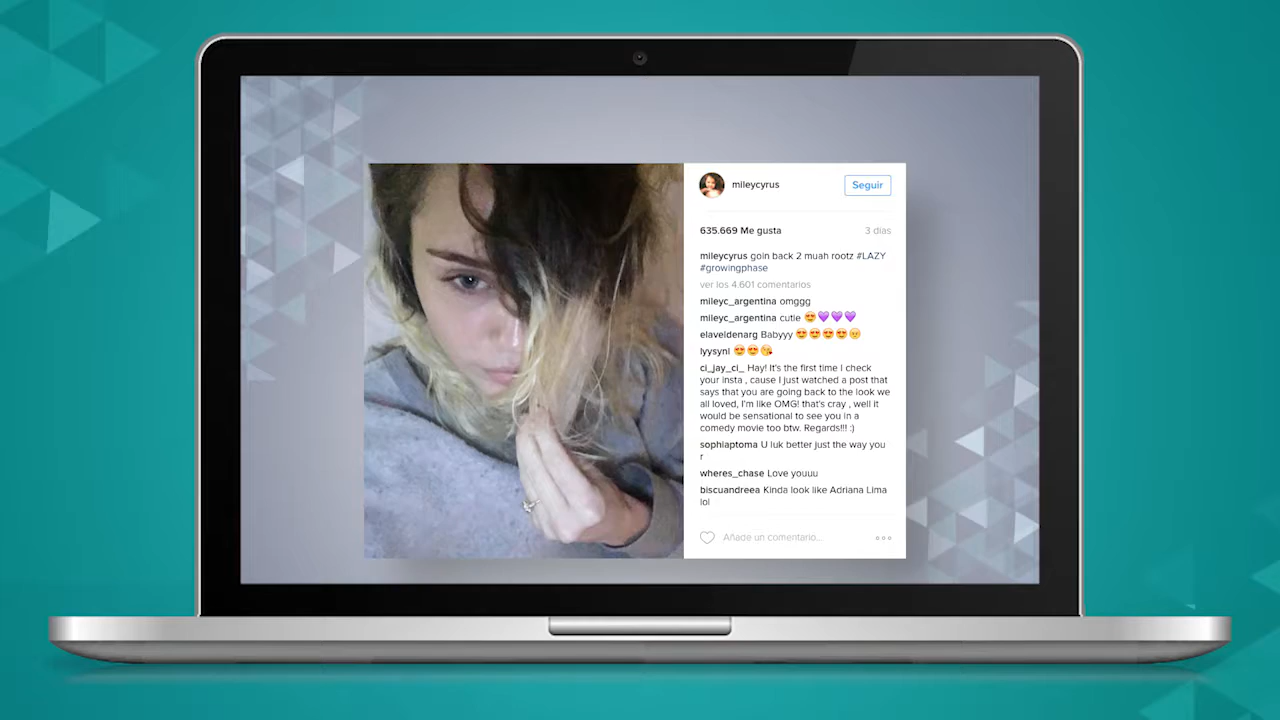 mileycyrus
Seguir
635.669 Me gusta
3 días
mileycyrus goin back 2 muah rootz #LAZY
#growingphase
ver los 4.601 comentarios
mileyc_argentina omggg
mileyc_argentina cutie 😍💜💜💜
elaveldenarg Babyyy 😍😍😍😍😚
lyysynl 😍😍😘
ci_jay_ci_ Hay! It's the first time I check
your insta , cause I just watched a post that
says that you are going back to the look we
all loved, I'm like OMG! that's cray , well it
would be sensational to see you in a
comedy movie too btw. Regards!!! :)
sophiaptoma U luk better just the way you
r
wheres_chase Love youuu
biscuandreea Kinda look like Adriana Lima
lol
Añade un comentario...